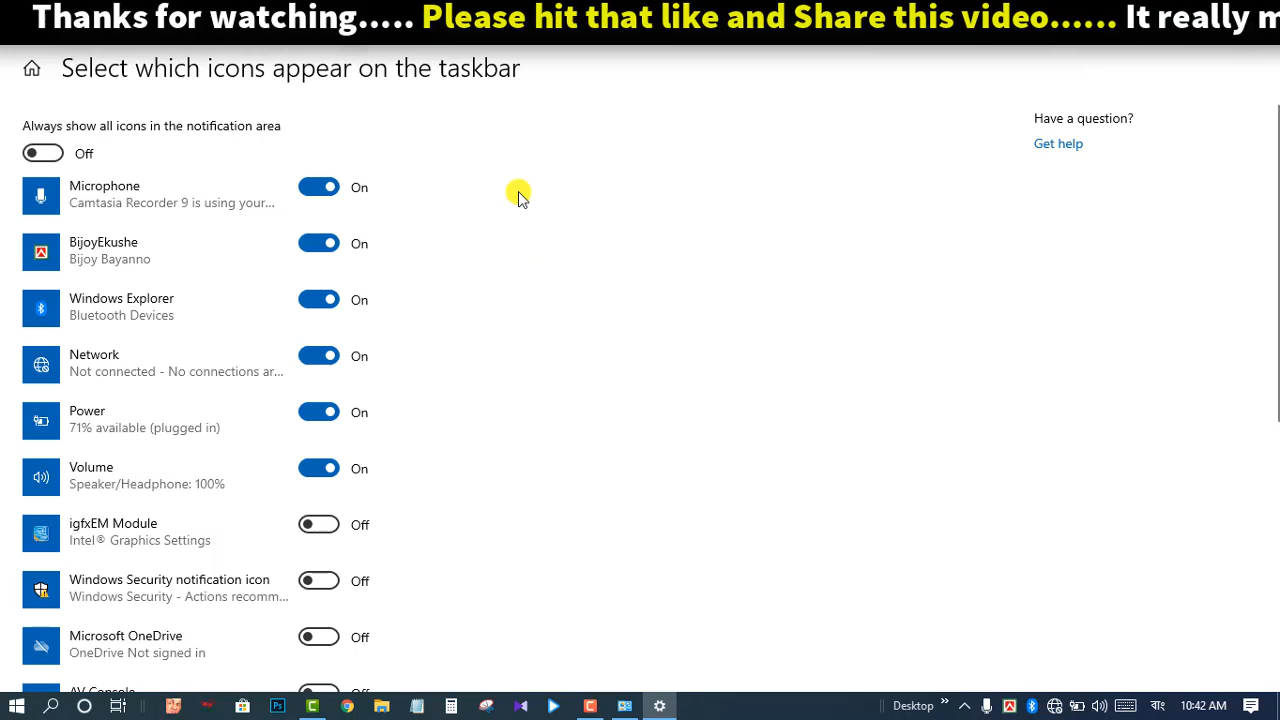 Thanks for watching..... Please hit that like and Share this video...... It really m
Select which icons appear on the taskbar
Always show all icons in the notification area
Off
Have a question?
Get help
Microphone
Camtasia Recorder 9 is using your...
On
BijoyEkushe
Bijoy Bayanno
On
Windows Explorer
Bluetooth Devices
On
Network
Not connected - No connections ar...
On
Power
71% available (plugged in)
On
Volume
Speaker/Headphone: 100%
On
igfxEM Module
Intel® Graphics Settings
Off
Windows Security notification icon
Windows Security - Actions recomm...
Off
Microsoft OneDrive
OneDrive Not signed in
Off
AV Console
Off
Ps
Desktop
বাং
10:42 AM